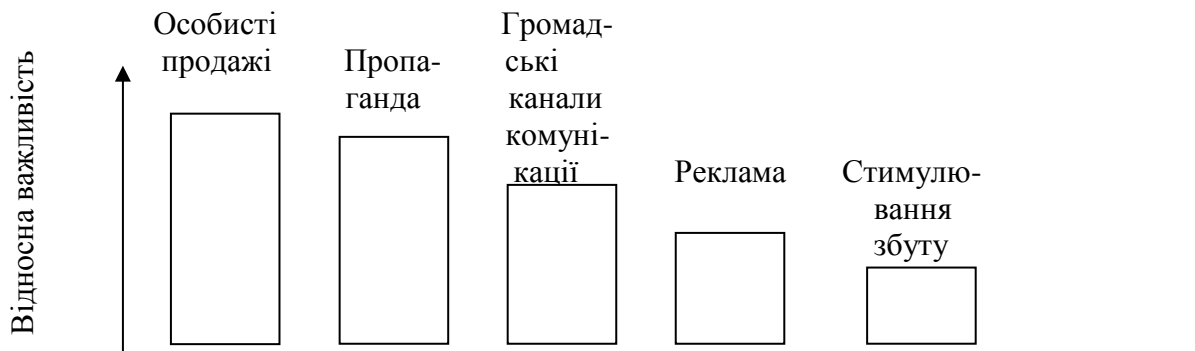 Відносна важливість
Особисті
продажі
Пропа-
ганда
Громад-
ські
канали
комуні-
кації
Реклама
Стимулю-
вання
збуту